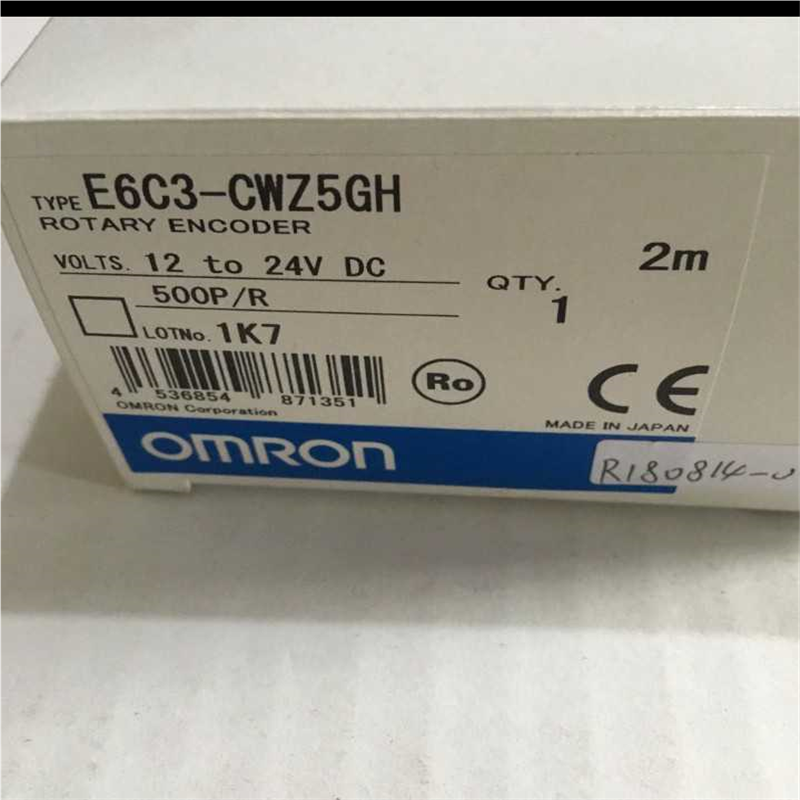 TYPE E6C3-CWZ5GH
ROTARY ENCODER
VOLTS. 12 to 24V DC
2m
500P/R
QTY. 1
LOTNo. 1K7
4 536854 871351
Ro
CE
OMRON Corporation
MADE IN JAPAN
OMRON
R180814-0